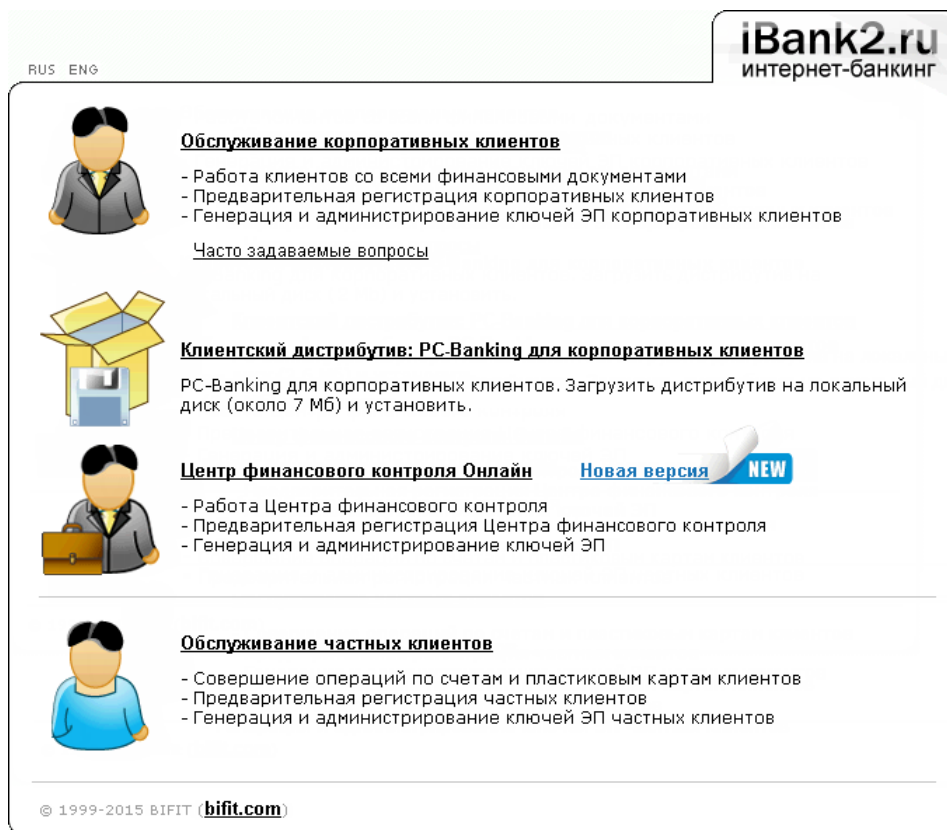 iBank2.ru
интернет-банкинг
RUS ENG
Обслуживание корпоративных клиентов
- Работа клиентов со всеми финансовыми документами
- Предварительная регистрация корпоративных клиентов
- Генерация и администрирование ключей ЭП корпоративных клиентов
Часто задаваемые вопросы
Клиентский дистрибутив: PC-Banking для корпоративных клиентов
PC-Banking для корпоративных клиентов. Загрузить дистрибутив на локальный
диск (около 7 Мб) и установить.
Центр финансового контроля Онлайн Новая версия NEW
- Работа Центра финансового контроля
- Предварительная регистрация Центра финансового контроля
- Генерация и администрирование ключей ЭП
Обслуживание частных клиентов
- Совершение операций по счетам и пластиковым картам клиентов
- Предварительная регистрация частных клиентов
- Генерация и администрирование ключей ЭП частных клиентов
© 1999-2015 BIFIT (bifit.com)